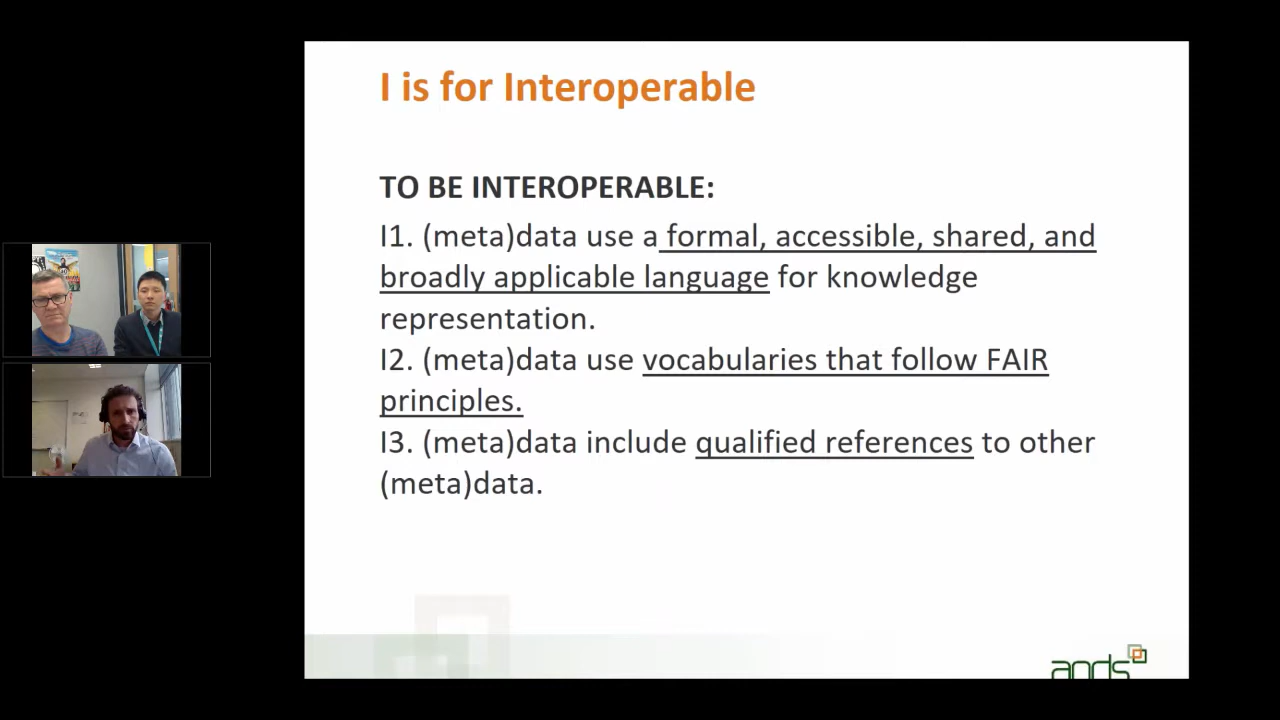 I is for Interoperable
TO BE INTEROPERABLE:
I1. (meta)data use a formal, accessible, shared, and
broadly applicable language for knowledge
representation.
I2. (meta)data use vocabularies that follow FAIR
principles.
I3. (meta)data include qualified references to other
(meta)data.
ands